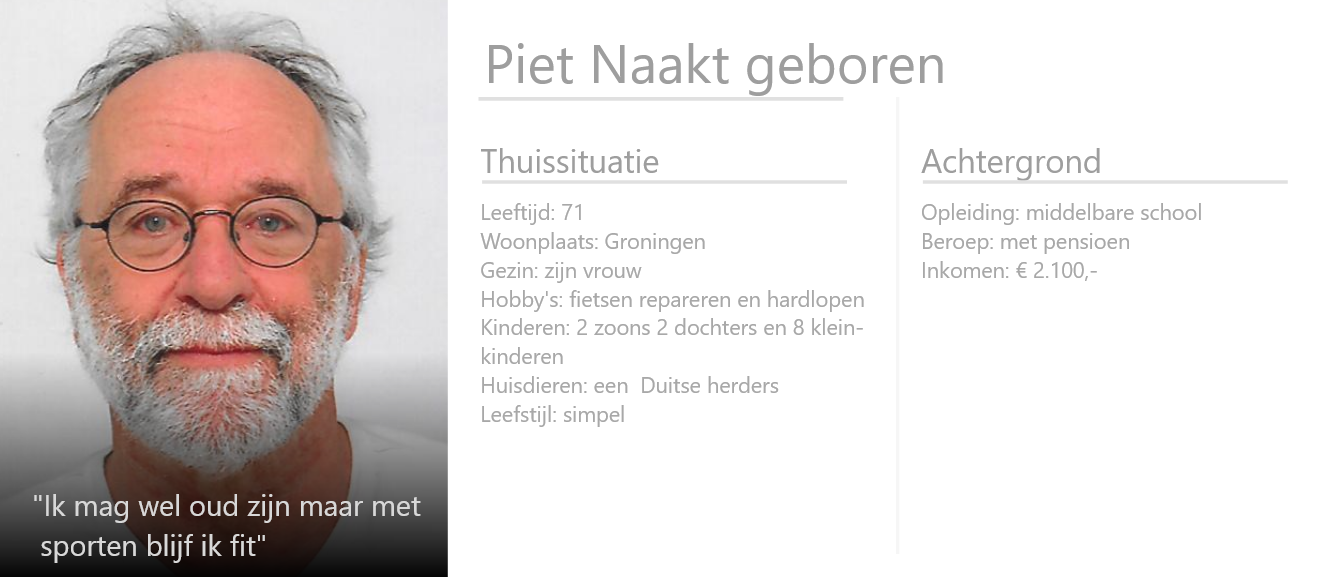 Piet Naakt geboren
Thuissituatie
Leeftijd: 71
Woonplaats: Groningen
Gezin: zijn vrouw
Hobby's: fietsen repareren en hardlopen
Kinderen: 2 zoons 2 dochters en 8 klein-
kinderen
Huisdieren: een  Duitse herders
Leefstijl: simpel
Achtergrond
Opleiding: middelbare school
Beroep: met pensioen
Inkomen: € 2.100,-
"Ik mag wel oud zijn maar met
sporten blijf ik fit"